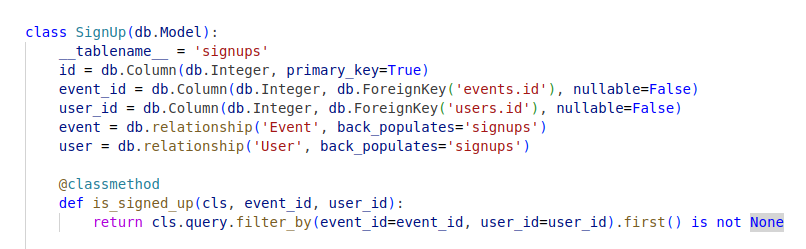 class SignUp(db.Model):
    __tablename__ = 'signups'
    id = db.Column(db.Integer, primary_key=True)
    event_id = db.Column(db.Integer, db.ForeignKey('events.id'), nullable=False)
    user_id = db.Column(db.Integer, db.ForeignKey('users.id'), nullable=False)
    event = db.relationship('Event', back_populates='signups')
    user = db.relationship('User', back_populates='signups')

    @classmethod
    def is_signed_up(cls, event_id, user_id):
        return cls.query.filter_by(event_id=event_id, user_id=user_id).first() is not None